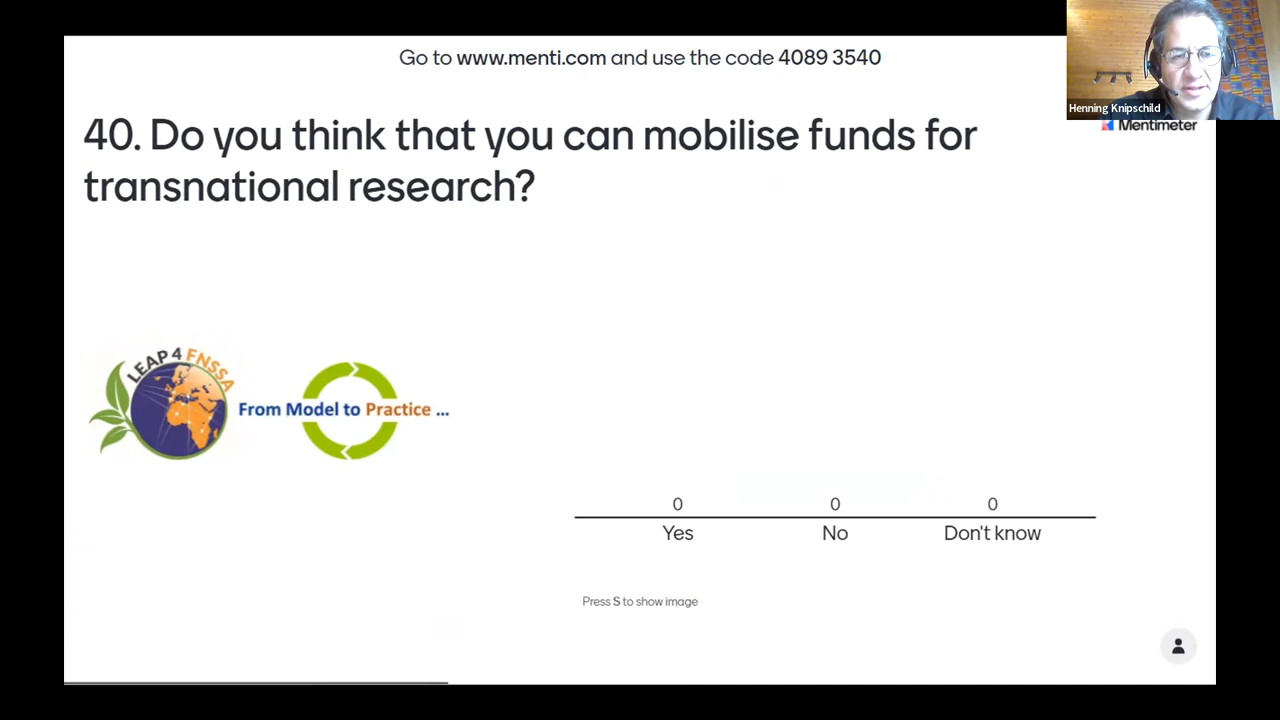 Go to www.menti.com and use the code 4089 3540
Henning Knipschild
Mentimeter
40. Do you think that you can mobilise funds for
transnational research?
LEAP4FNSSA
From Model to Practice ...
0 0 0
Yes No Don't know
Press S to show image